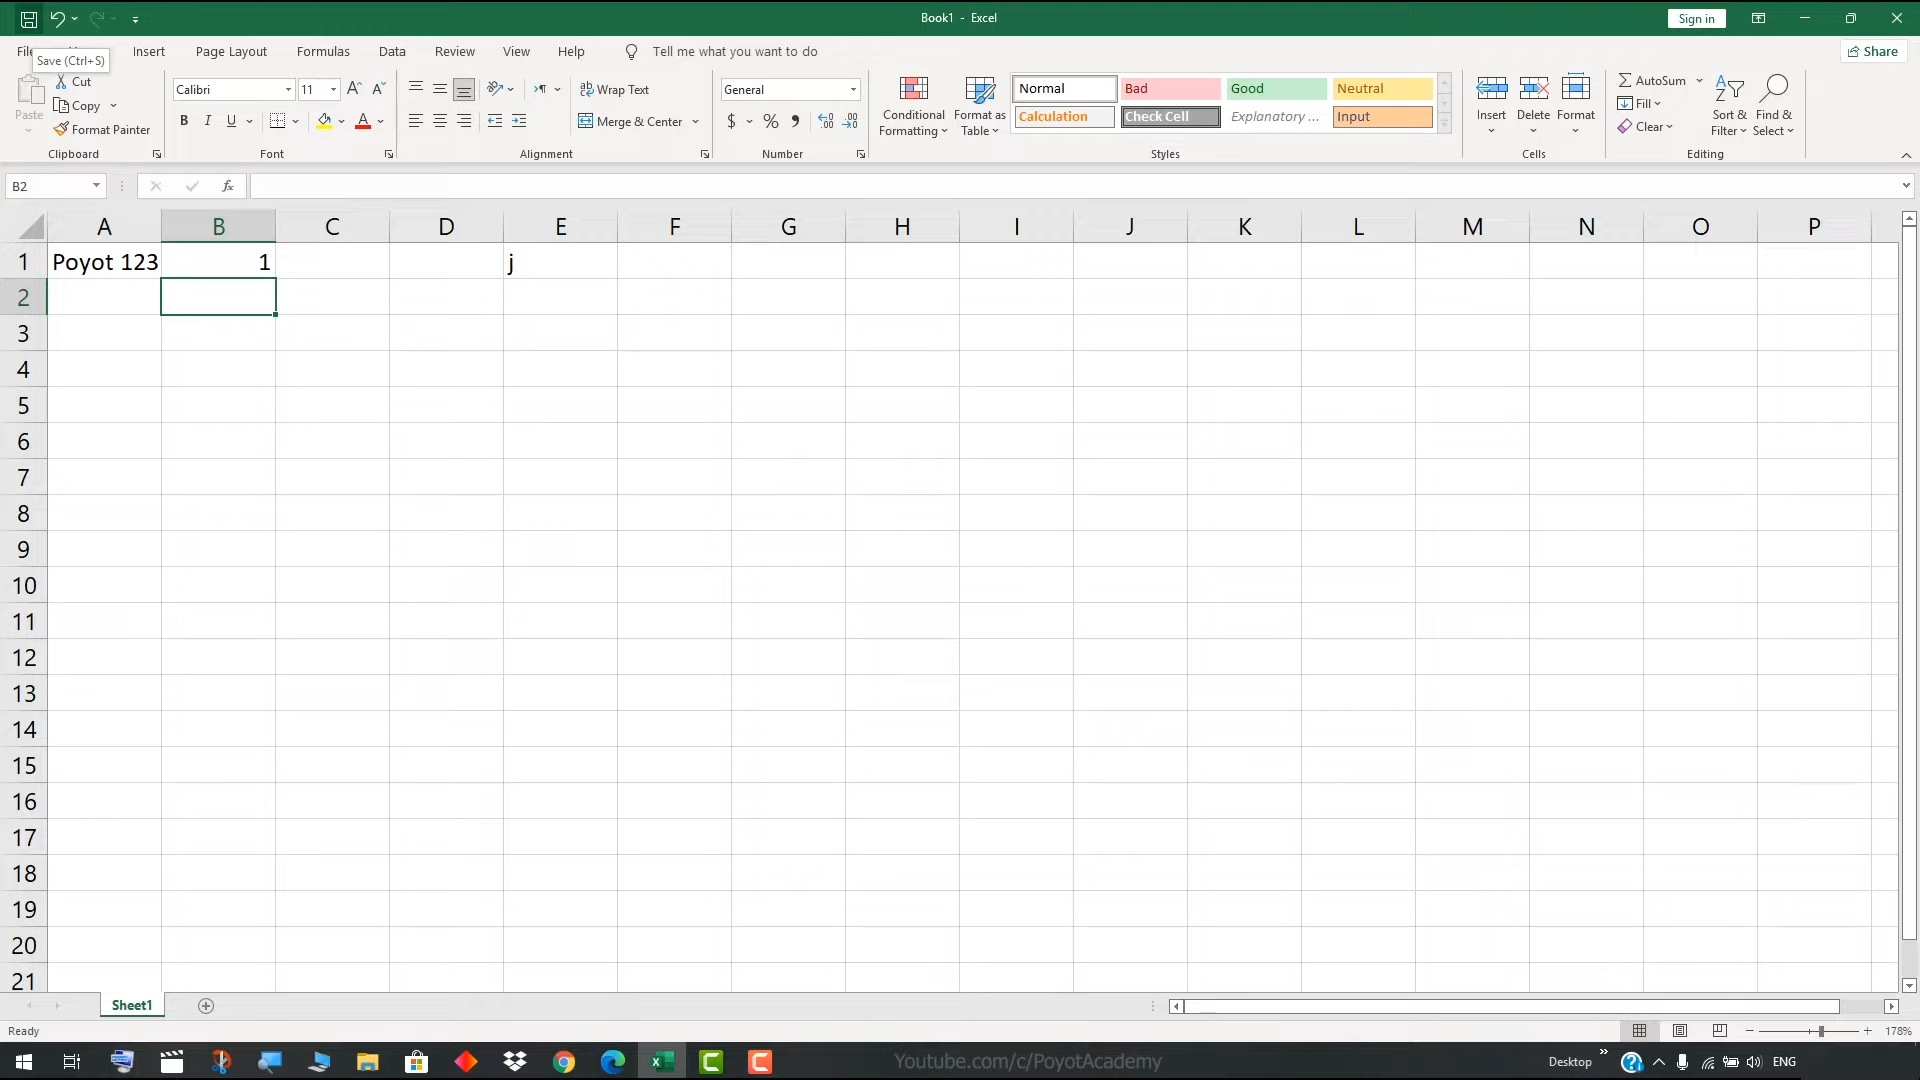 Book1 - Excel
Sign in
File
Insert
Page Layout
Formulas
Data
Review
View
Help
Tell me what you want to do
Share
Save (Ctrl+S)
Paste
Cut
Copy
Format Painter
Clipboard
Calibri
11
B I U
Font
Wrap Text
Merge & Center
Alignment
General
$ % ,
Number
Conditional
Formatting
Format as
Table
Normal
Bad
Good
Neutral
Calculation
Check Cell
Explanatory ...
Input
Styles
Insert
Delete
Format
Cells
AutoSum
Fill
Clear
Sort &
Filter
Find &
Select
Editing
B2
fx
A B C D E F G H I J K L M N O P
1 Poyot 123 1 j
2
3
4
5
6
7
8
9
10
11
12
13
14
15
16
17
18
19
20
21
Sheet1
Ready
178%
Youtube.com/c/PoyotAcademy
Desktop
ENG